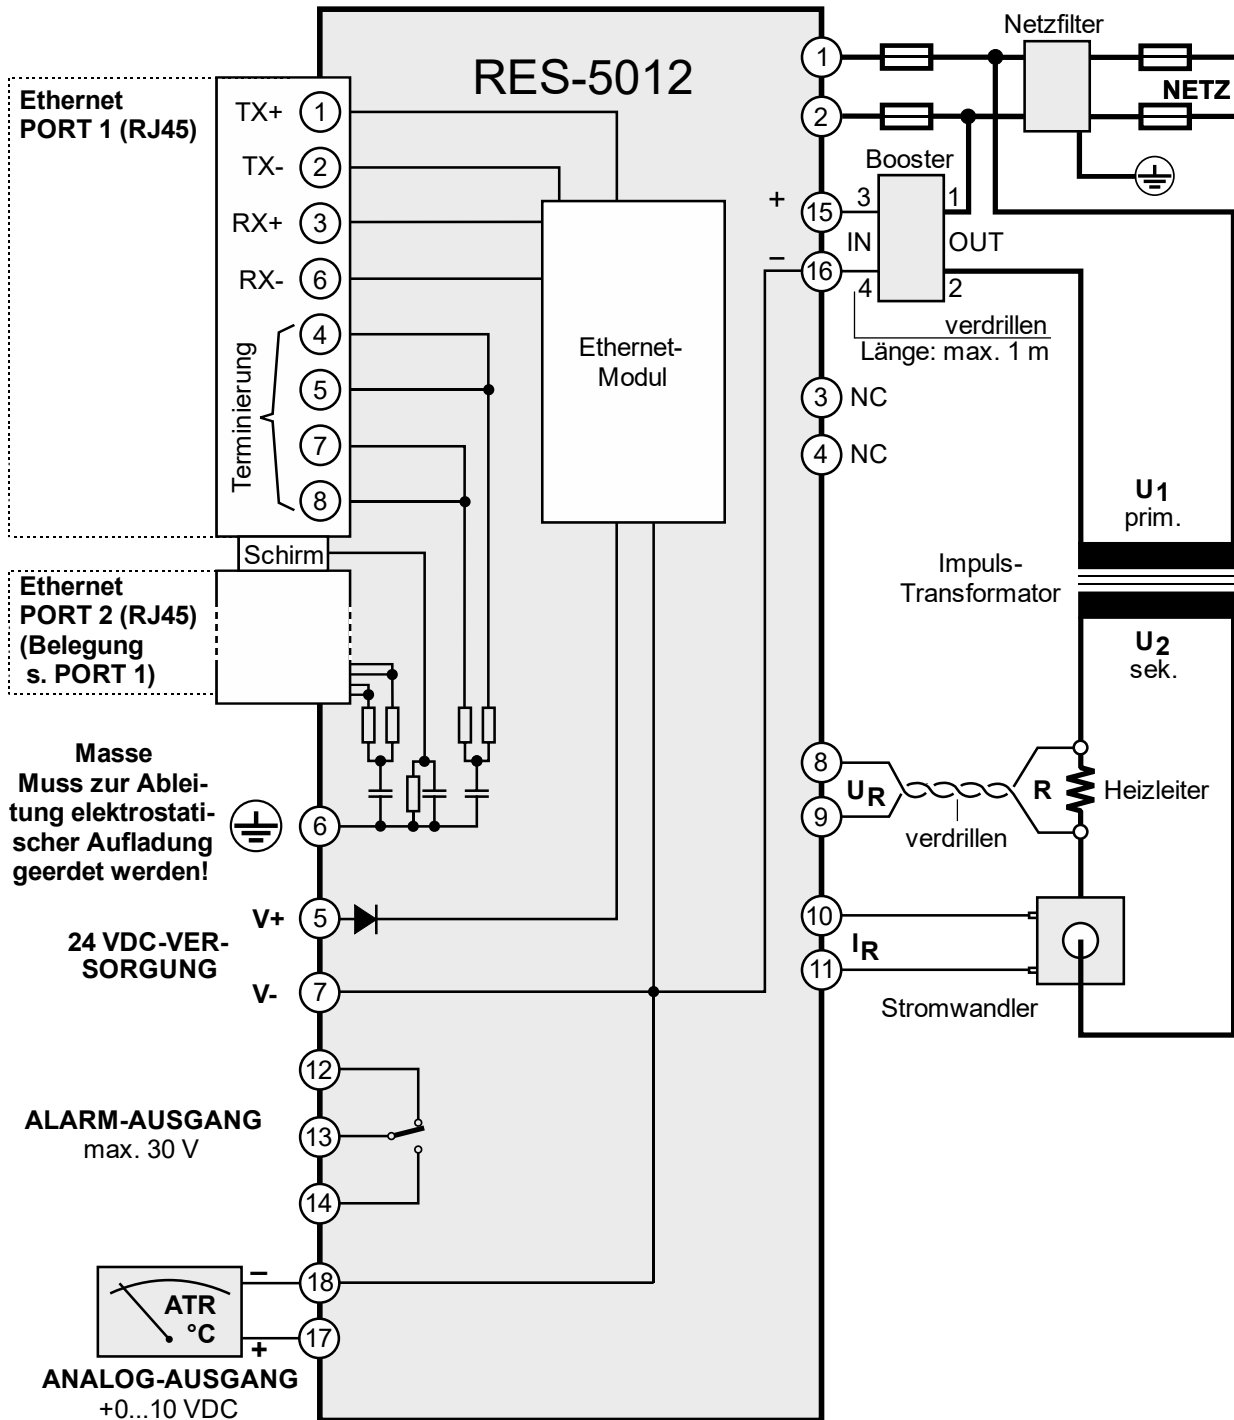 RES-5012
Ethernet
PORT 1 (RJ45)
TX+ 1
TX- 2
RX+ 3
RX- 6
Terminierung
4
5
7
8
Schirm
Ethernet
PORT 2 (RJ45)
(Belegung
s. PORT 1)
Ethernet-
Modul
Masse
Muss zur Ablei-
tung elektrostati-
scher Aufladung
geerdet werden!
6
V+ 5
24 VDC-VER-
SORGUNG
V- 7
12
ALARM-AUSGANG
max. 30 V
13
14
ATR
°C
– 18
+ 17
ANALOG-AUSGANG
+0...10 VDC
Netzfilter
1
2
NETZ
Booster
+ 15 3 1
IN OUT
– 16 4 2
verdrillen
Länge: max. 1 m
3 NC
4 NC
U1
prim.
Impuls-
Transformator
U2
sek.
8
9
UR
verdrillen
R
Heizleiter
10
11
IR
Stromwandler